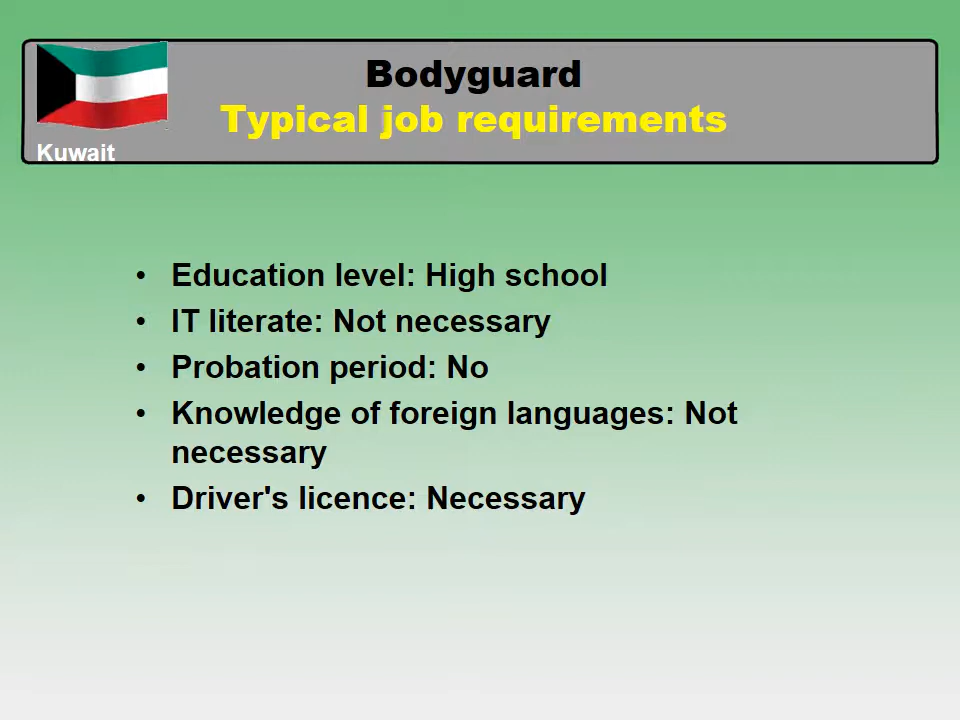 Bodyguard
Typical job requirements
Kuwait
• Education level: High school
• IT literate: Not necessary
• Probation period: No
• Knowledge of foreign languages: Not
necessary
• Driver's licence: Necessary